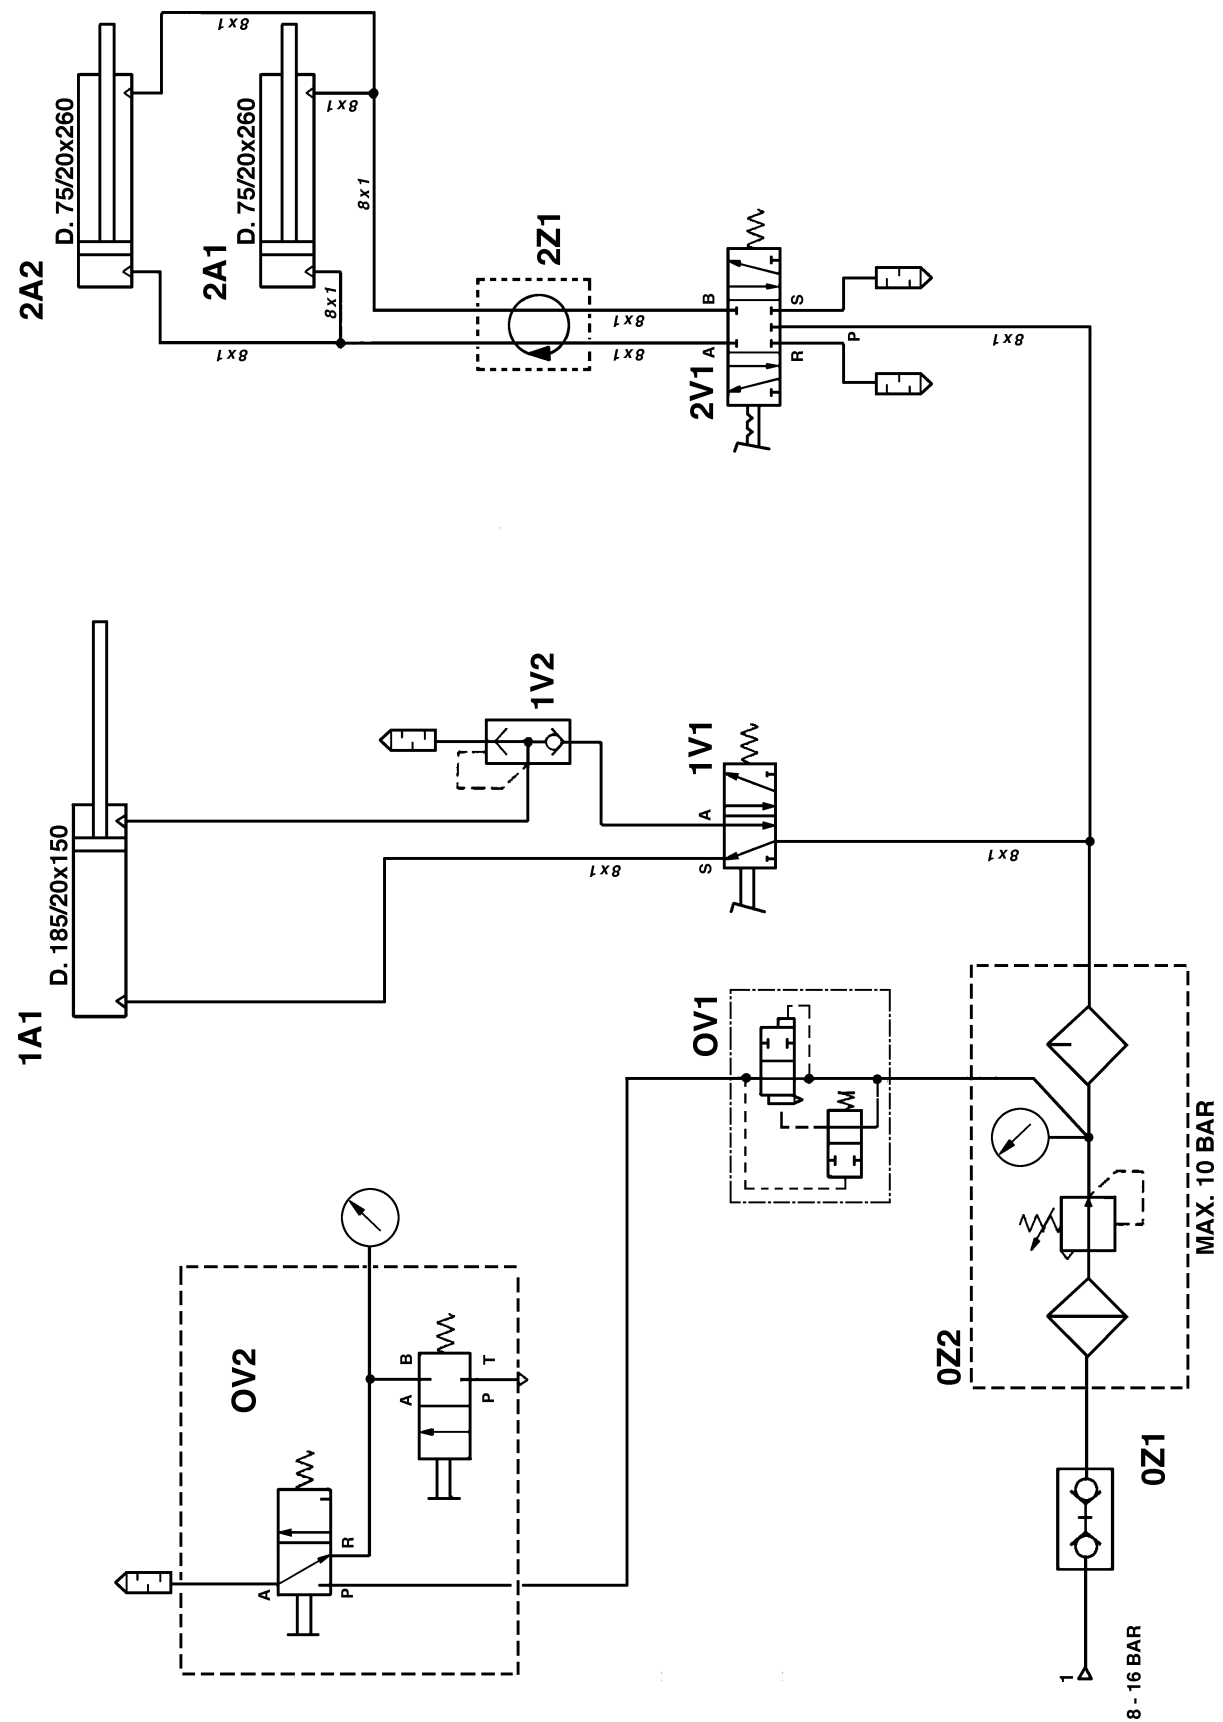 2A2
D. 75/20x260
8x1
2A1
D. 75/20x260
8x1
8x1
8x1
8x1
2Z1
8x1
8x1
2V1
A
B
R
S
P
8x1
1A1
D. 185/20x150
1V2
8x1
1V1
S
A
8x1
OV1
OV2
A
B
P
T
A
P
R
0Z2
MAX. 10 BAR
0Z1
1
8 - 16 BAR